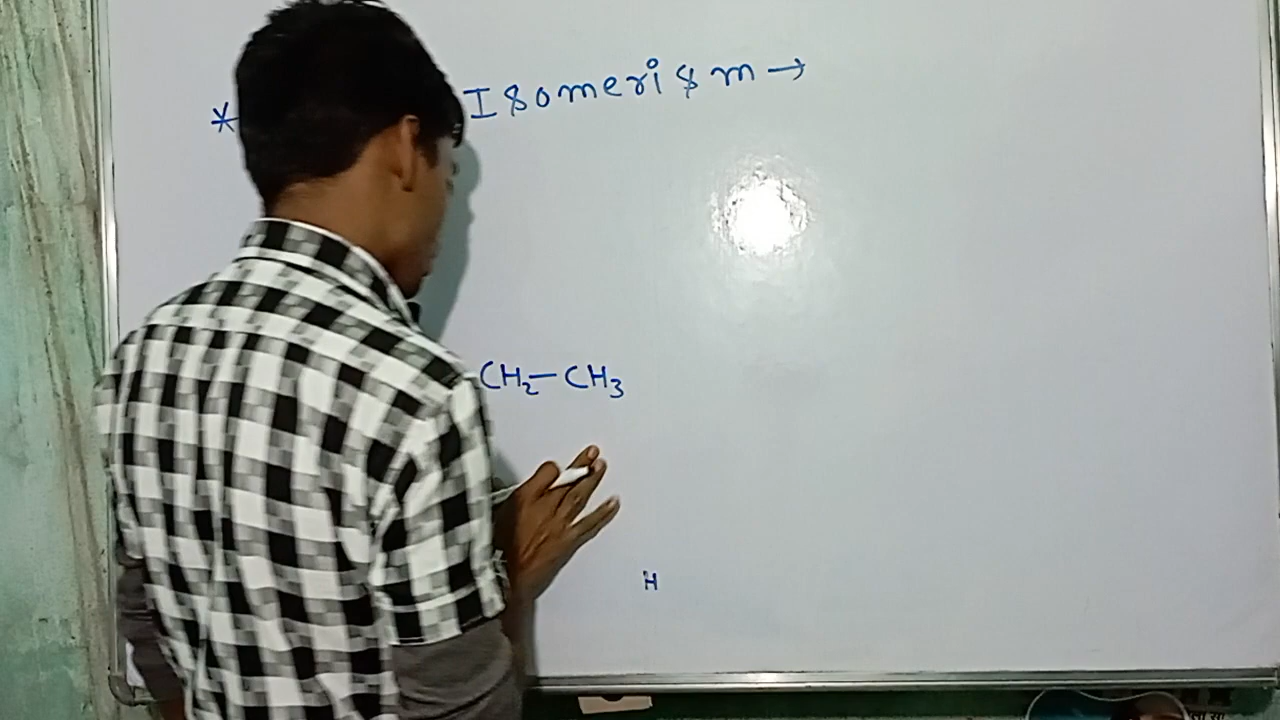 * Isomerism →
CH₂–CH₃
H